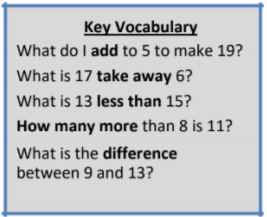 Key Vocabulary
What do I add to 5 to make 19?
What is 17 take away 6?
What is 13 less than 15?
How many more than 8 is 11?
What is the difference
between 9 and 13?